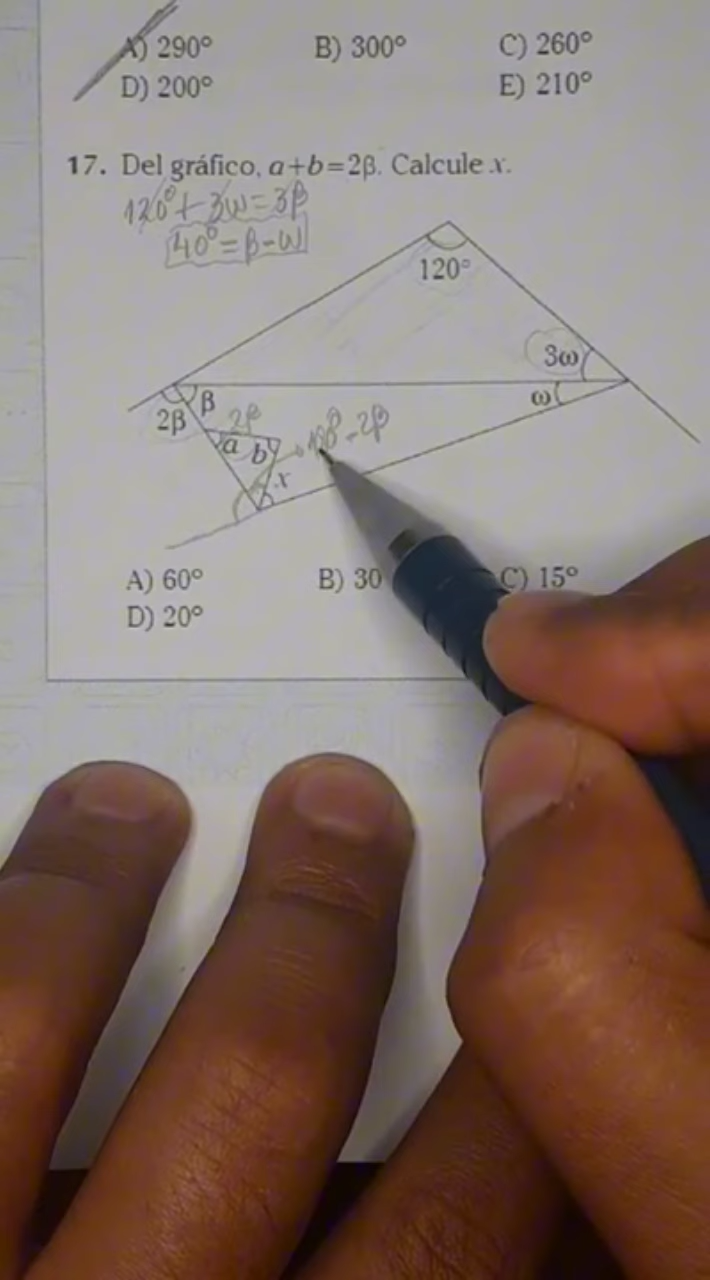 A) 290° B) 300° C) 260°
D) 200° E) 210°
17. Del gráfico, a+b=2β. Calcule x.
120°+3ω=3β
40°=β-ω
120°
3ω
β
ω
2β
2β
a b
180°-2β
x
A) 60° B) 30 C) 15°
D) 20°